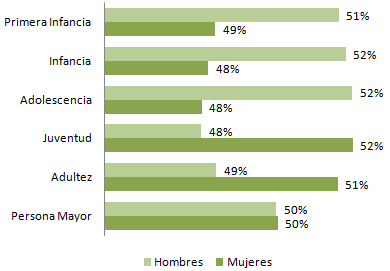 Primera Infancia
51%
49%
Infancia
52%
48%
Adolescencia
52%
48%
Juventud
48%
52%
Adultez
49%
51%
Persona Mayor
50%
50%
Hombres Mujeres